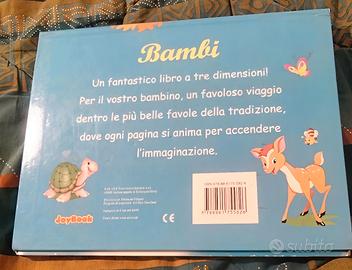 Bambi
Un fantastico libro a tre dimensioni!
Per il vostro bambino, un favoloso viaggio
dentro le più belle favole della tradizione,
dove ogni pagina si anima per accendere
l'immaginazione.
JoyBook
CE
subito